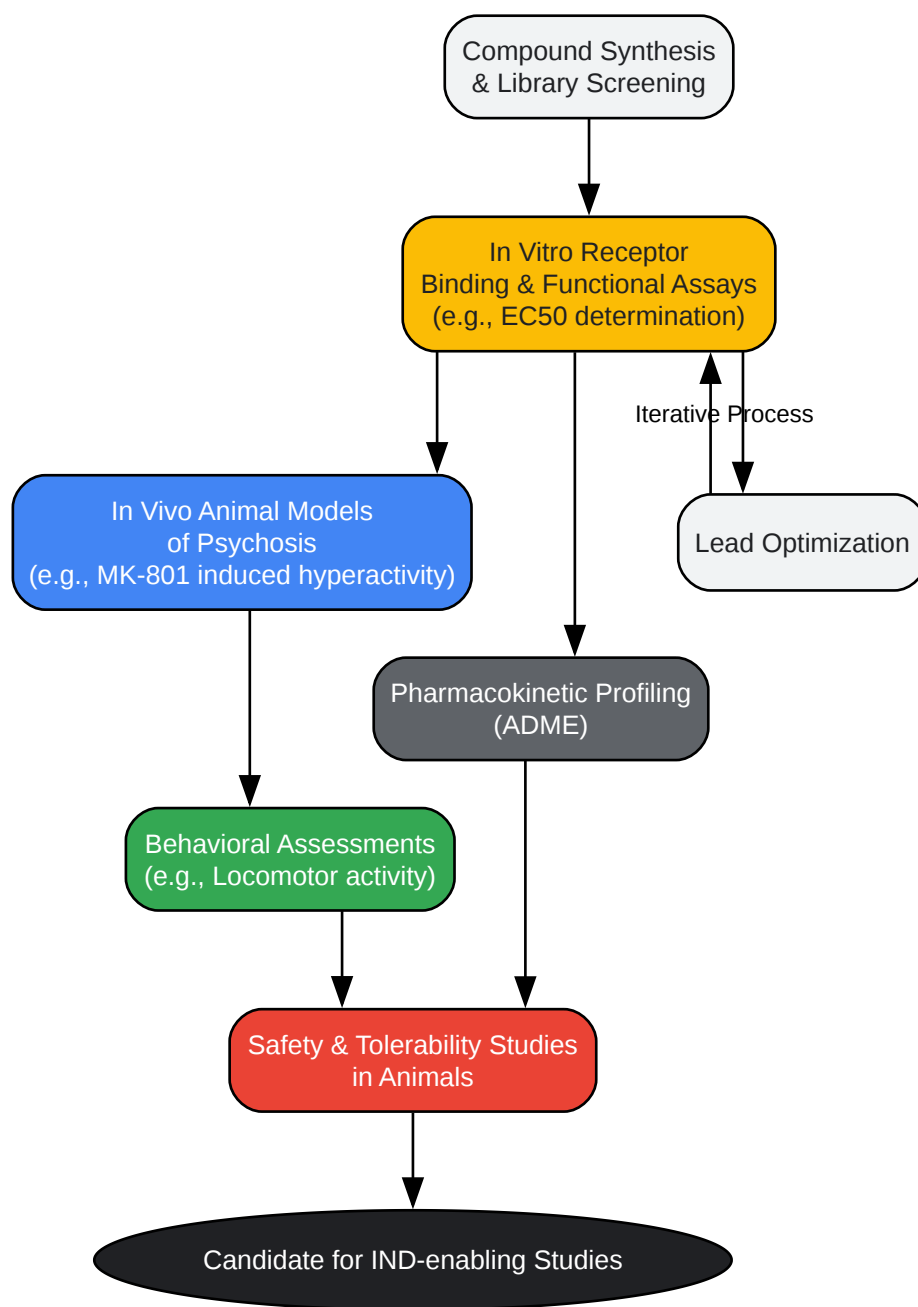 Compound Synthesis
& Library Screening
In Vitro Receptor
Binding & Functional Assays
(e.g., EC50 determination)
Iterative Process
In Vivo Animal Models
of Psychosis
(e.g., MK-801 induced hyperactivity)
Lead Optimization
Pharmacokinetic Profiling
(ADME)
Behavioral Assessments
(e.g., Locomotor activity)
Safety & Tolerability Studies
in Animals
Candidate for IND-enabling Studies